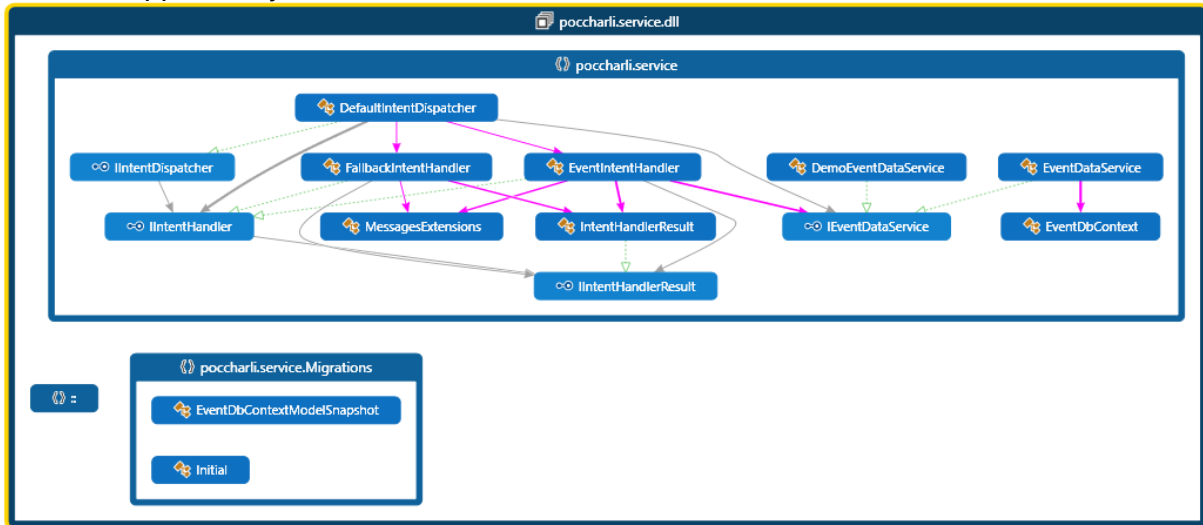 poccharli.service.dll
poccharli.service
DefaultIntentDispatcher
IIntentDispatcher
FallbackIntentHandler
EventIntentHandler
DemoEventDataService
EventDataService
IIntentHandler
MessagesExtensions
IntentHandlerResult
IEventDataService
EventDbContext
IIntentHandlerResult
poccharli.service.Migrations
::
EventDbContextModelSnapshot
Initial